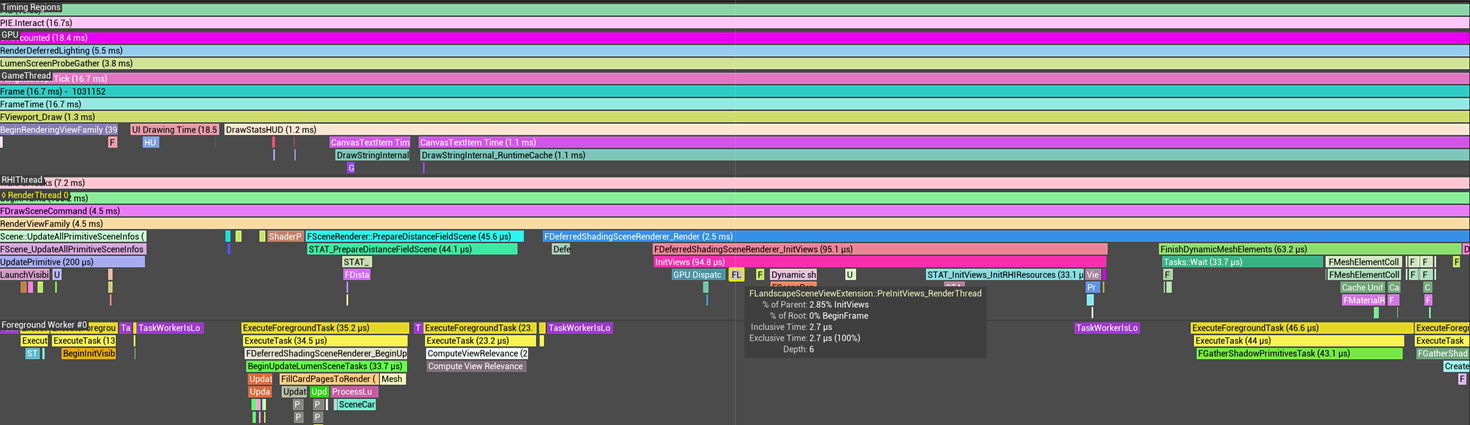 Timing Regions
PIE.Interact (16.7s)
GPU
counted (18.4 ms)
RenderDeferredLighting (5.5 ms)
LumenScreenProbeGather (3.8 ms)
GameThread Tick (16.7 ms)
Frame (16.7 ms) - 1031152
FrameTime (16.7 ms)
FViewport_Draw (1.3 ms)
BeginRenderingViewFamily (39 UI Drawing Time (18.5 DrawStatsHUD (1.2 ms)
F HU CanvasTextItem Tim CanvasTextItem Time (1.1 ms)
DrawStringInternal DrawStringInternal_RuntimeCache (1.1 ms)
G
RHIThread ks (7.2 ms)
◊ RenderThread 0 2 ms)
FDrawSceneCommand (4.5 ms)
RenderViewFamily (4.5 ms)
Scene::UpdateAllPrimitiveSceneInfos ( ShaderP FSceneRenderer::PrepareDistanceFieldScene (45.6 µs) FDeferredShadingSceneRenderer_Render (2.5 ms)
FScene_UpdateAllPrimitiveSceneInfos STAT_PrepareDistanceFieldScene (44.1 µs) Defe FDeferredShadingSceneRenderer_InitViews (95.1 µs) FinishDynamicMeshElements (63.2 µs) D
UpdatePrimitive (200 µs) STAT_ InitViews (94.8 µs) Tasks::Wait (33.7 µs) FMeshElementColl F
LaunchVisibi U FDista GPU Dispatc FL F Dynamic sh U STAT_InitViews_InitRHIResources (33.1 µ Vie F FMeshElementColl F F
Pr Cache Unif Ca C
FMaterialR F F
FLandscapeSceneViewExtension::PreInitViews_RenderThread
% of Parent: 2.85% InitViews
% of Root: 0% BeginFrame
Inclusive Time: 2.7 µs
Exclusive Time: 2.7 µs (100%)
Depth: 6
Foreground Worker #0 egrou Ta TaskWorkerIsLo ExecuteForegroundTask (35.2 µs) T ExecuteForegroundTask (23. TaskWorkerIsLo TaskWorkerIsLo ExecuteForegroundTask (46.6 µs) ExecuteForeg
Execut ExecuteTask (13 ExecuteTask (34.5 µs) ExecuteTask (23.2 µs) ExecuteTask (44 µs) ExecuteTask
ST BeginInitVisib FDeferredShadingSceneRenderer_BeginUp ComputeViewRelevance (2 FGatherShadowPrimitivesTask (43.1 µs) FGatherShad
BeginUpdateLumenSceneTasks (33.7 µs) Compute View Relevance Create
Updat FillCardPagesToRender ( Mesh F
Upda Updat Upd ProcessLu
P P SceneCar
P P